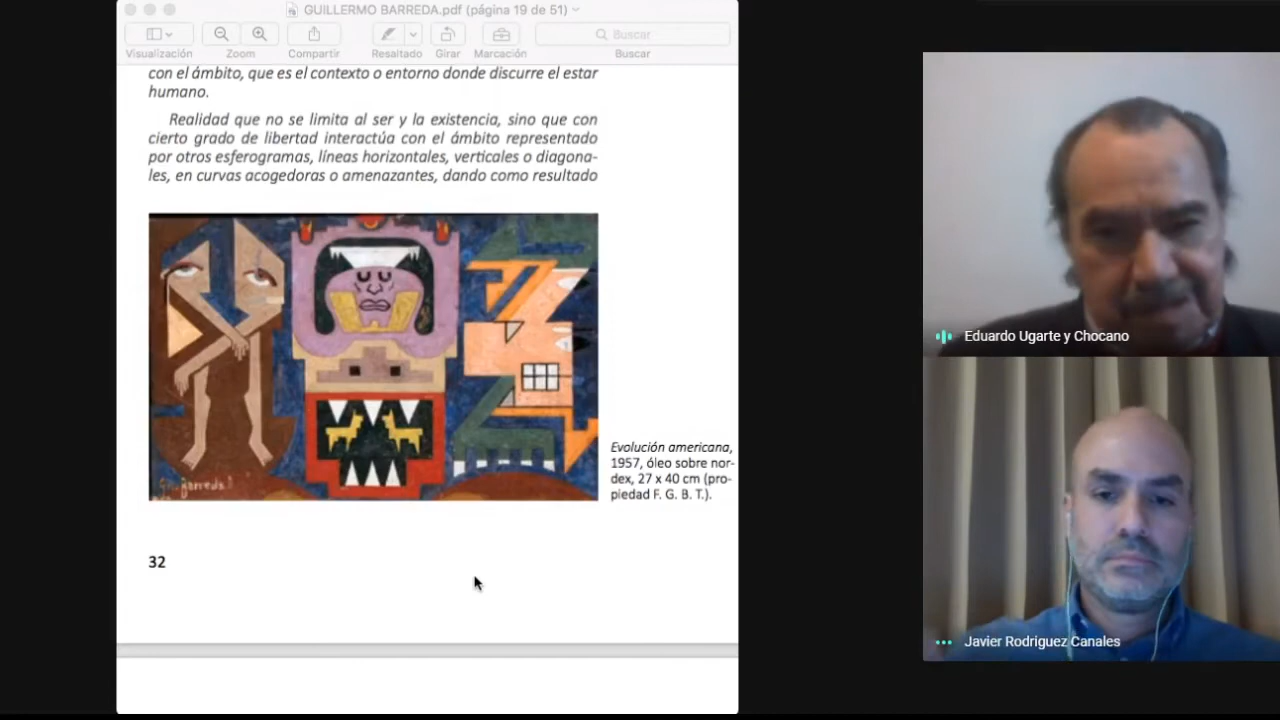 GUILLERMO BARREDA.pdf (página 19 de 51)
Buscar
Visualización Zoom Compartir Resaltado Girar Marcación Buscar
con el ámbito, que es el contexto o entorno donde discurre el estar
humano.
Realidad que no se limita al ser y la existencia, sino que con
cierto grado de libertad interactúa con el ámbito representado
por otros esferogramas, líneas horizontales, verticales o diagona-
les, en curvas acogedoras o amenazantes, dando como resultado
Barreda
Evolución americana,
1957, óleo sobre nor-
dex, 27 x 40 cm (pro-
piedad F. G. B. T.).
32
Eduardo Ugarte y Chocano
Javier Rodriguez Canales